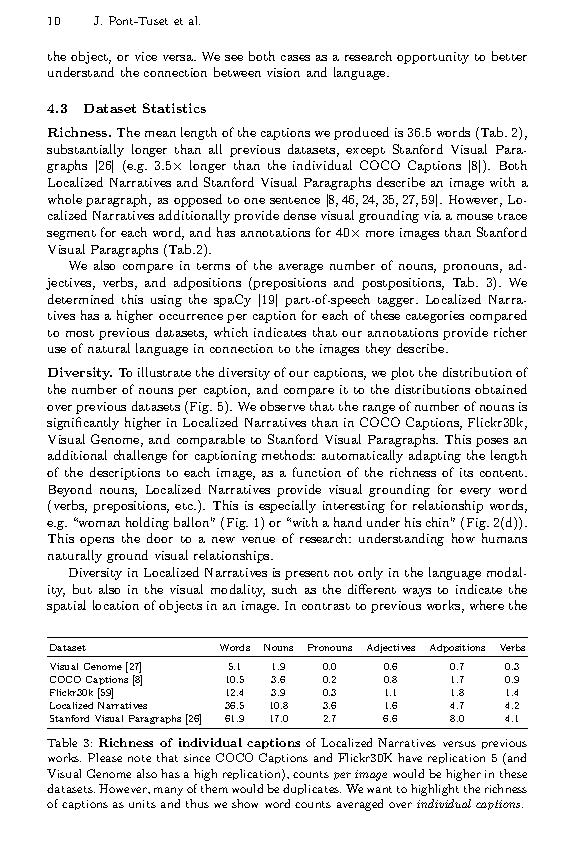 10 J. Pont-Tuset et al.
the object, or vice versa. We see both cases as a research opportunity to better
understand the connection between vision and language.
4.3 Dataset Statistics
Richness. The mean length of the captions we produced is 36.5 words (Tab. 2),
substantially longer than all previous datasets, except Stanford Visual Para-
graphs [26] (e.g. 3.5× longer than the individual COCO Captions [8]). Both
Localized Narratives and Stanford Visual Paragraphs describe an image with a
whole paragraph, as opposed to one sentence [8, 46, 24, 35, 27, 59]. However, Lo-
calized Narratives additionally provide dense visual grounding via a mouse trace
segment for each word, and has annotations for 40× more images than Stanford
Visual Paragraphs (Tab.2).
We also compare in terms of the average number of nouns, pronouns, ad-
jectives, verbs, and adpositions (prepositions and postpositions, Tab. 3). We
determined this using the spaCy [19] part-of-speech tagger. Localized Narra-
tives has a higher occurrence per caption for each of these categories compared
to most previous datasets, which indicates that our annotations provide richer
use of natural language in connection to the images they describe.
Diversity. To illustrate the diversity of our captions, we plot the distribution of
the number of nouns per caption, and compare it to the distributions obtained
over previous datasets (Fig. 5). We observe that the range of number of nouns is
significantly higher in Localized Narratives than in COCO Captions, Flickr30k,
Visual Genome, and comparable to Stanford Visual Paragraphs. This poses an
additional challenge for captioning methods: automatically adapting the length
of the descriptions to each image, as a function of the richness of its content.
Beyond nouns, Localized Narratives provide visual grounding for every word
(verbs, prepositions, etc.). This is especially interesting for relationship words,
e.g. “woman holding ballon” (Fig. 1) or “with a hand under his chin” (Fig. 2(d)).
This opens the door to a new venue of research: understanding how humans
naturally ground visual relationships.
Diversity in Localized Narratives is present not only in the language modal-
ity, but also in the visual modality, such as the different ways to indicate the
spatial location of objects in an image. In contrast to previous works, where the
Dataset Words Nouns Pronouns Adjectives Adpositions Verbs
Visual Genome [27] 5.1 1.9 0.0 0.6 0.7 0.3
COCO Captions [8] 10.5 3.6 0.2 0.8 1.7 0.9
Flickr30k [59] 12.4 3.9 0.3 1.1 1.8 1.4
Localized Narratives 36.5 10.8 3.6 1.6 4.7 4.2
Stanford Visual Paragraphs [26] 61.9 17.0 2.7 6.6 8.0 4.1
Table 3: Richness of individual captions of Localized Narratives versus previous
works. Please note that since COCO Captions and Flickr30K have replication 5 (and
Visual Genome also has a high replication), counts per image would be higher in these
datasets. However, many of them would be duplicates. We want to highlight the richness
of captions as units and thus we show word counts averaged over individual captions.